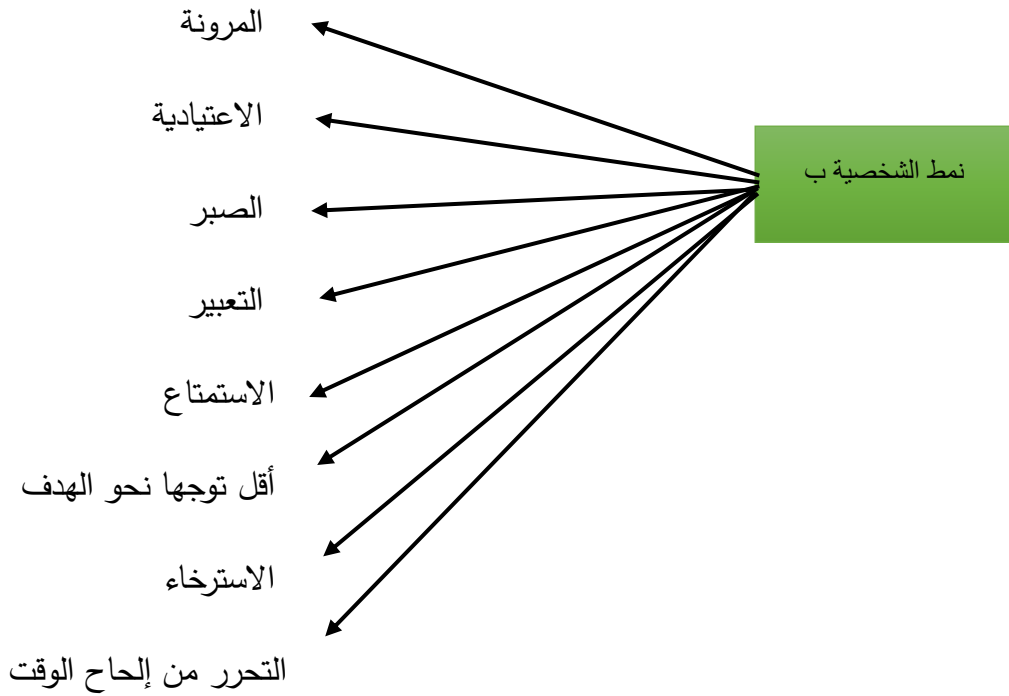 نمط الشخصية ب
المرونة
الاعتيادية
الصبر
التعبير
الاستمتاع
أقل توجها نحو الهدف
الاسترخاء
التحرر من إلحاح الوقت